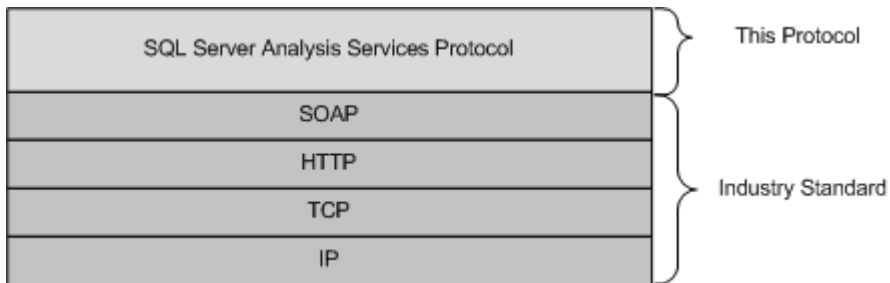 SQL Server Analysis Services Protocol
This Protocol
SOAP
HTTP
TCP
IP
Industry Standard